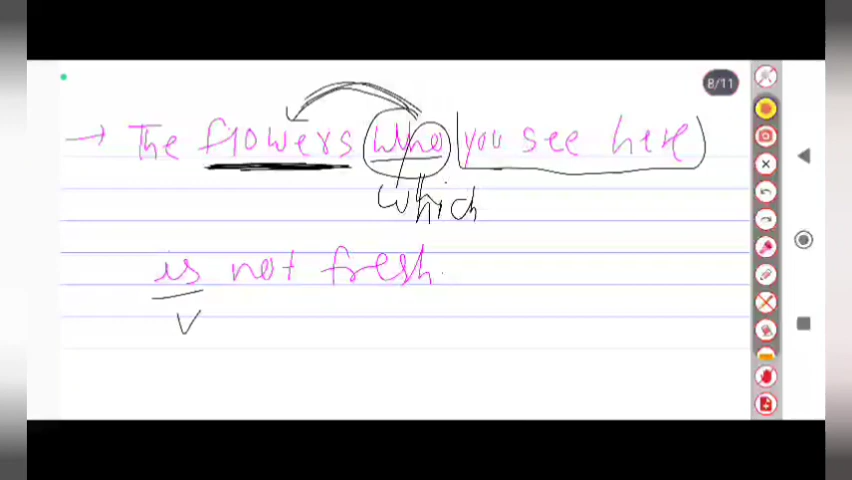 8/11
→ The flowers who you see here
which
is not fresh.
V